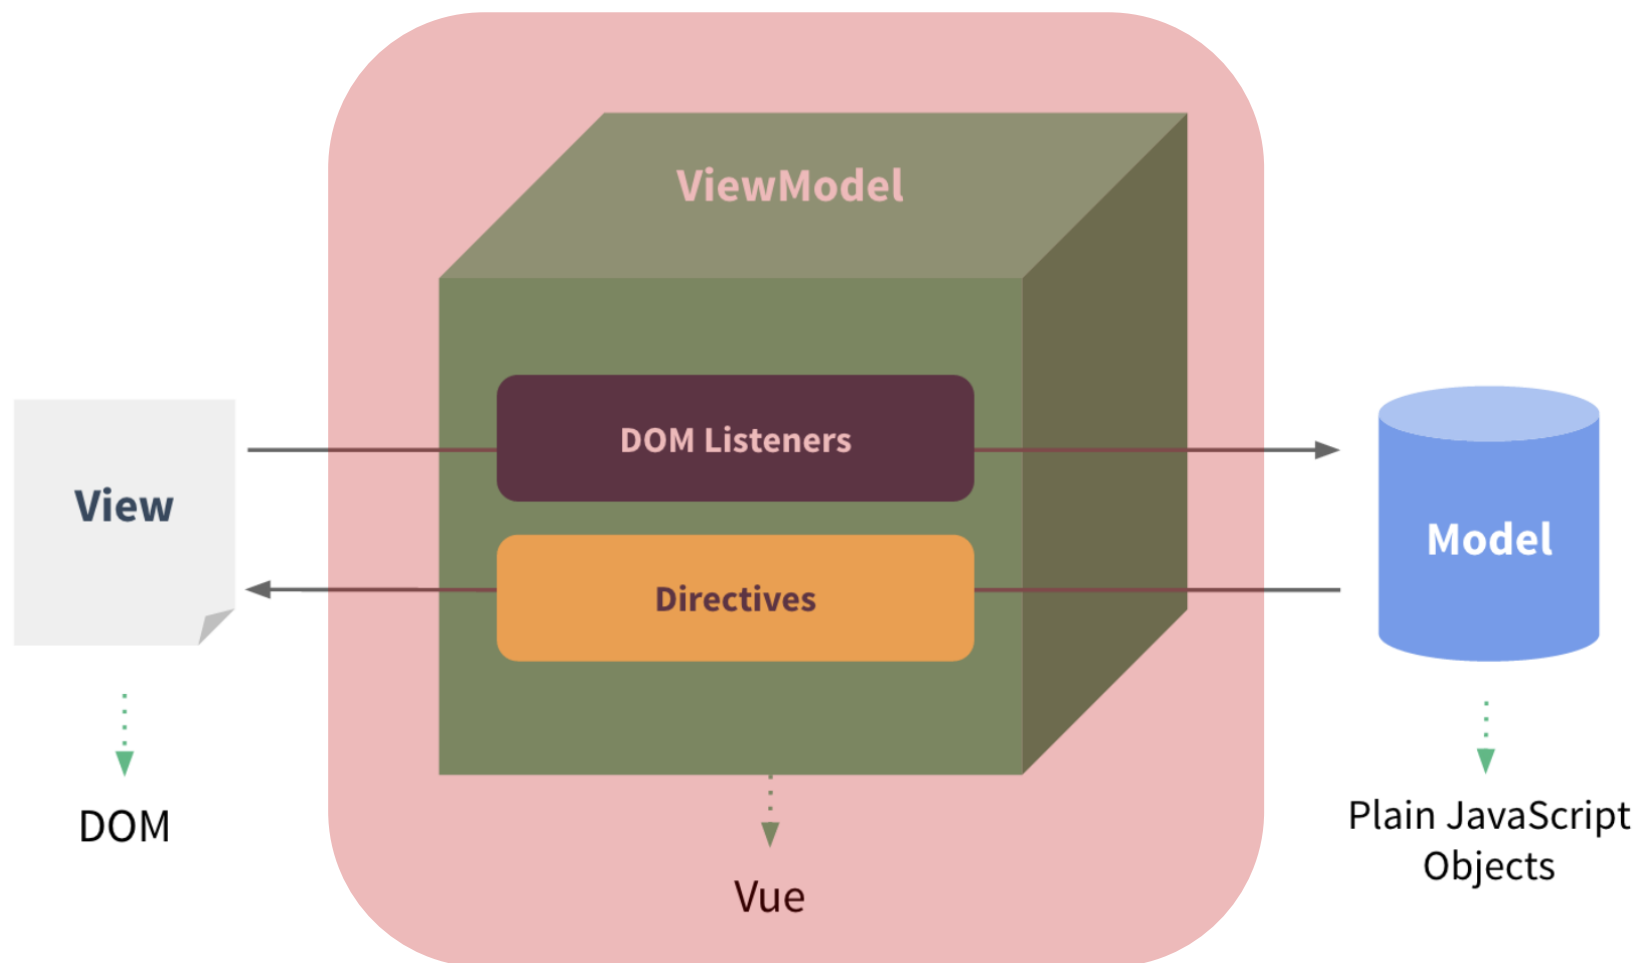 ViewModel
DOM Listeners
View
Directives
Model
DOM
Vue
Plain JavaScript
Objects